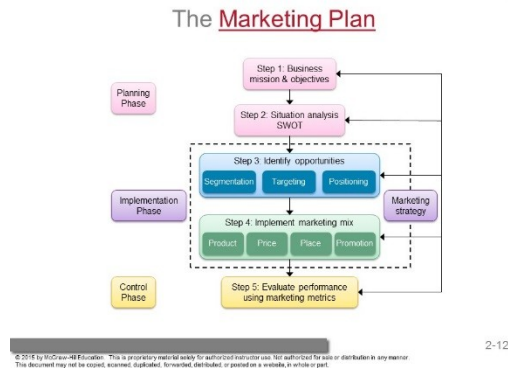 The Marketing Plan
Step 1: Business
mission & objectives
Planning
Phase
Step 2: Situation analysis
SWOT
Step 3: Identify opportunities
Segmentation
Targeting
Positioning
Implementation
Phase
Marketing
strategy
Step 4: Implement marketing mix
Product
Price
Place
Promotion
Control
Phase
Step 5: Evaluate performance
using marketing metrics
2-12
© 2015 by McGraw-Hill Education. This is proprietary material solely for authorized instructor use. Not authorized for sale or distribution in any manner.
This document may not be copied, scanned, duplicated, forwarded, distributed, or posted on a website, in whole or part.